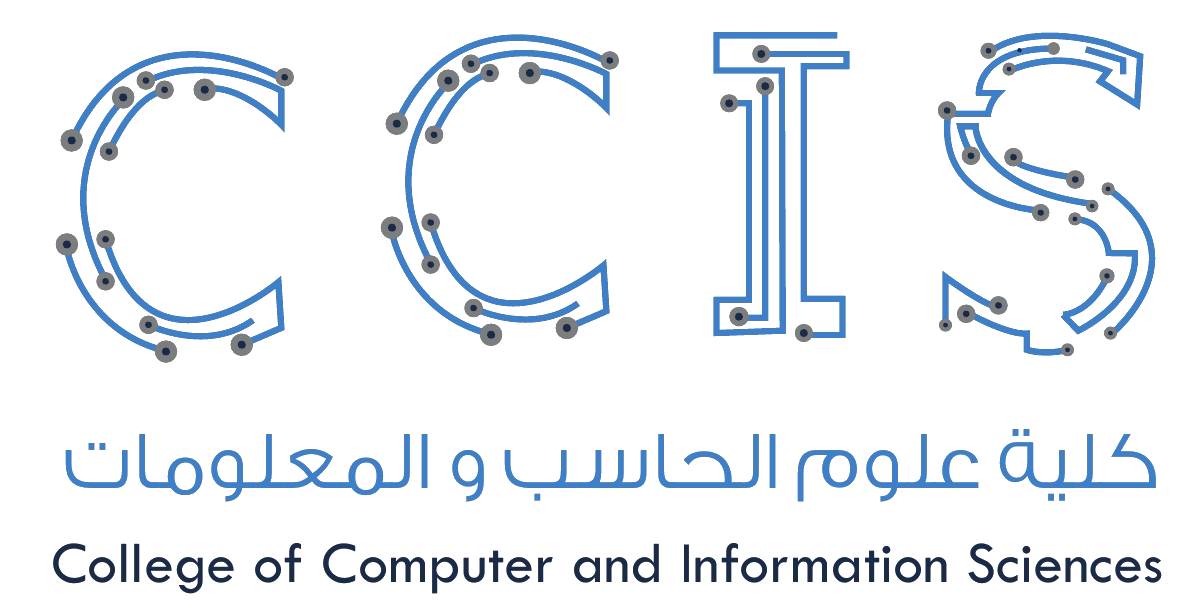 CCIS
كلية علوم الحاسب و المعلومات
College of Computer and Information Sciences